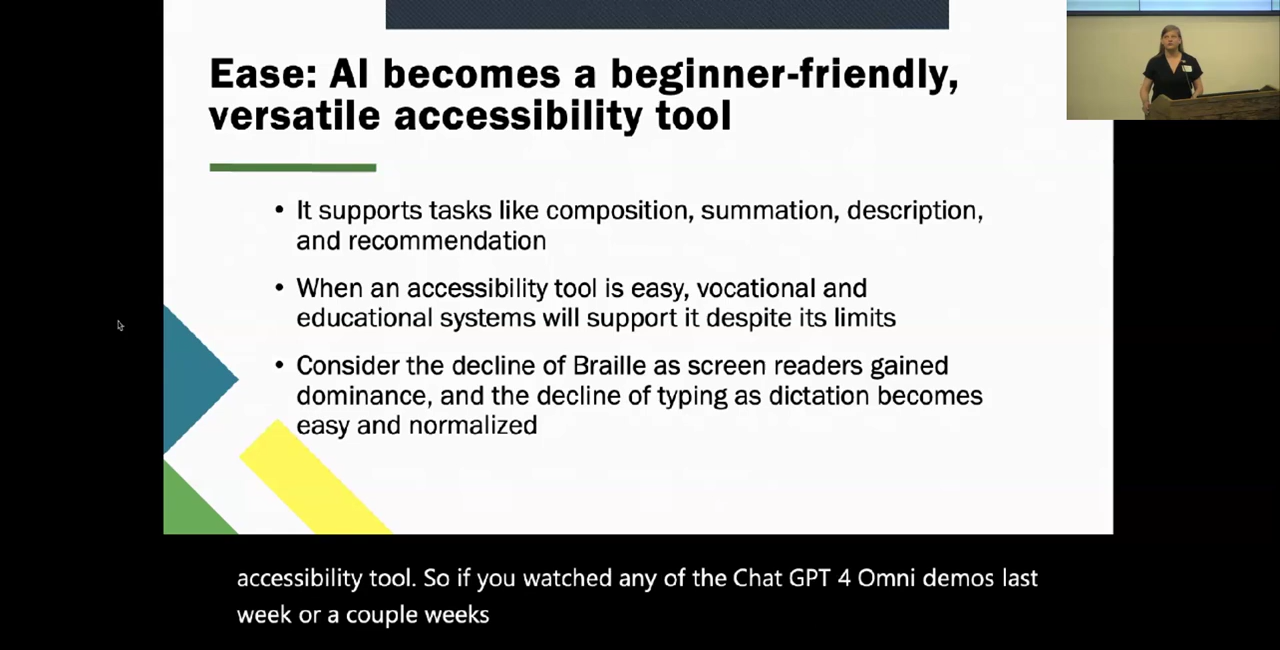 Ease: AI becomes a beginner-friendly,
versatile accessibility tool
• It supports tasks like composition, summation, description,
and recommendation
• When an accessibility tool is easy, vocational and
educational systems will support it despite its limits
• Consider the decline of Braille as screen readers gained
dominance, and the decline of typing as dictation becomes
easy and normalized
accessibility tool. So if you watched any of the Chat GPT 4 Omni demos last
week or a couple weeks